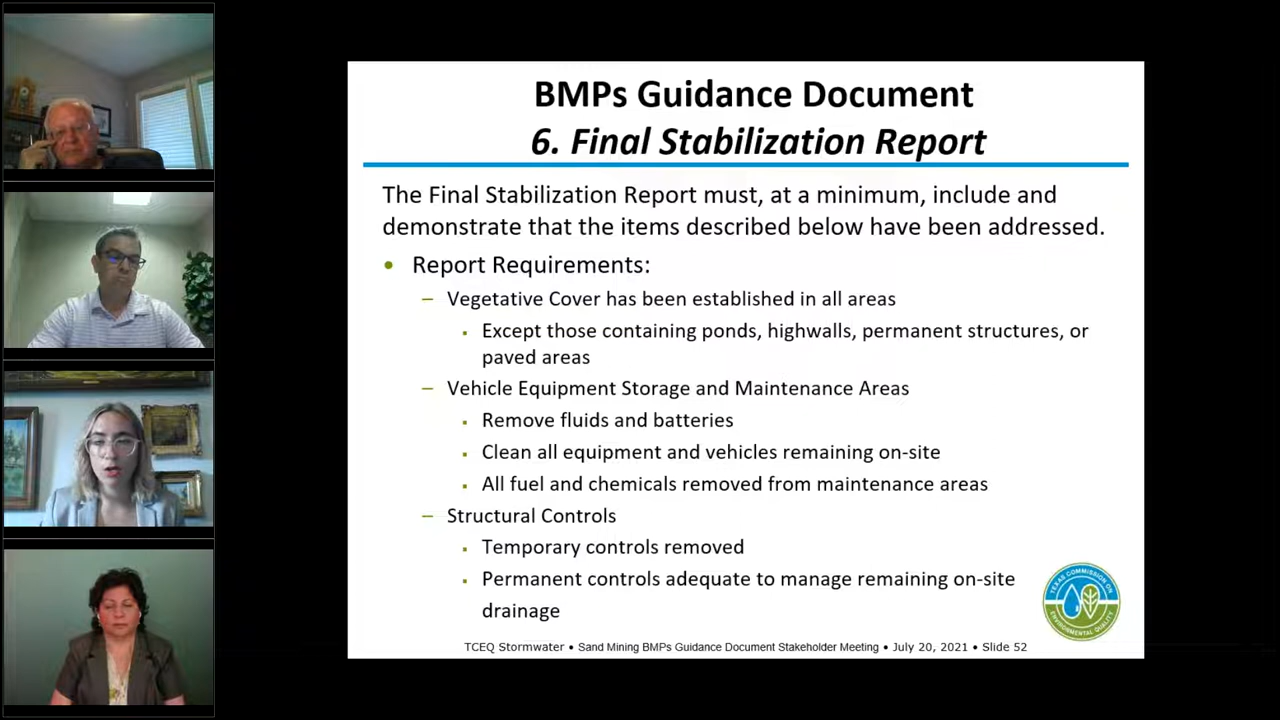 BMPs Guidance Document
6. Final Stabilization Report
The Final Stabilization Report must, at a minimum, include and
demonstrate that the items described below have been addressed.
• Report Requirements:
– Vegetative Cover has been established in all areas
▪ Except those containing ponds, highwalls, permanent structures, or
paved areas
– Vehicle Equipment Storage and Maintenance Areas
▪ Remove fluids and batteries
▪ Clean all equipment and vehicles remaining on-site
▪ All fuel and chemicals removed from maintenance areas
– Structural Controls
▪ Temporary controls removed
▪ Permanent controls adequate to manage remaining on-site
drainage
TEXAS COMMISSION ON
ENVIRONMENTAL QUALITY
TCEQ Stormwater • Sand Mining BMPs Guidance Document Stakeholder Meeting • July 20, 2021 • Slide 52